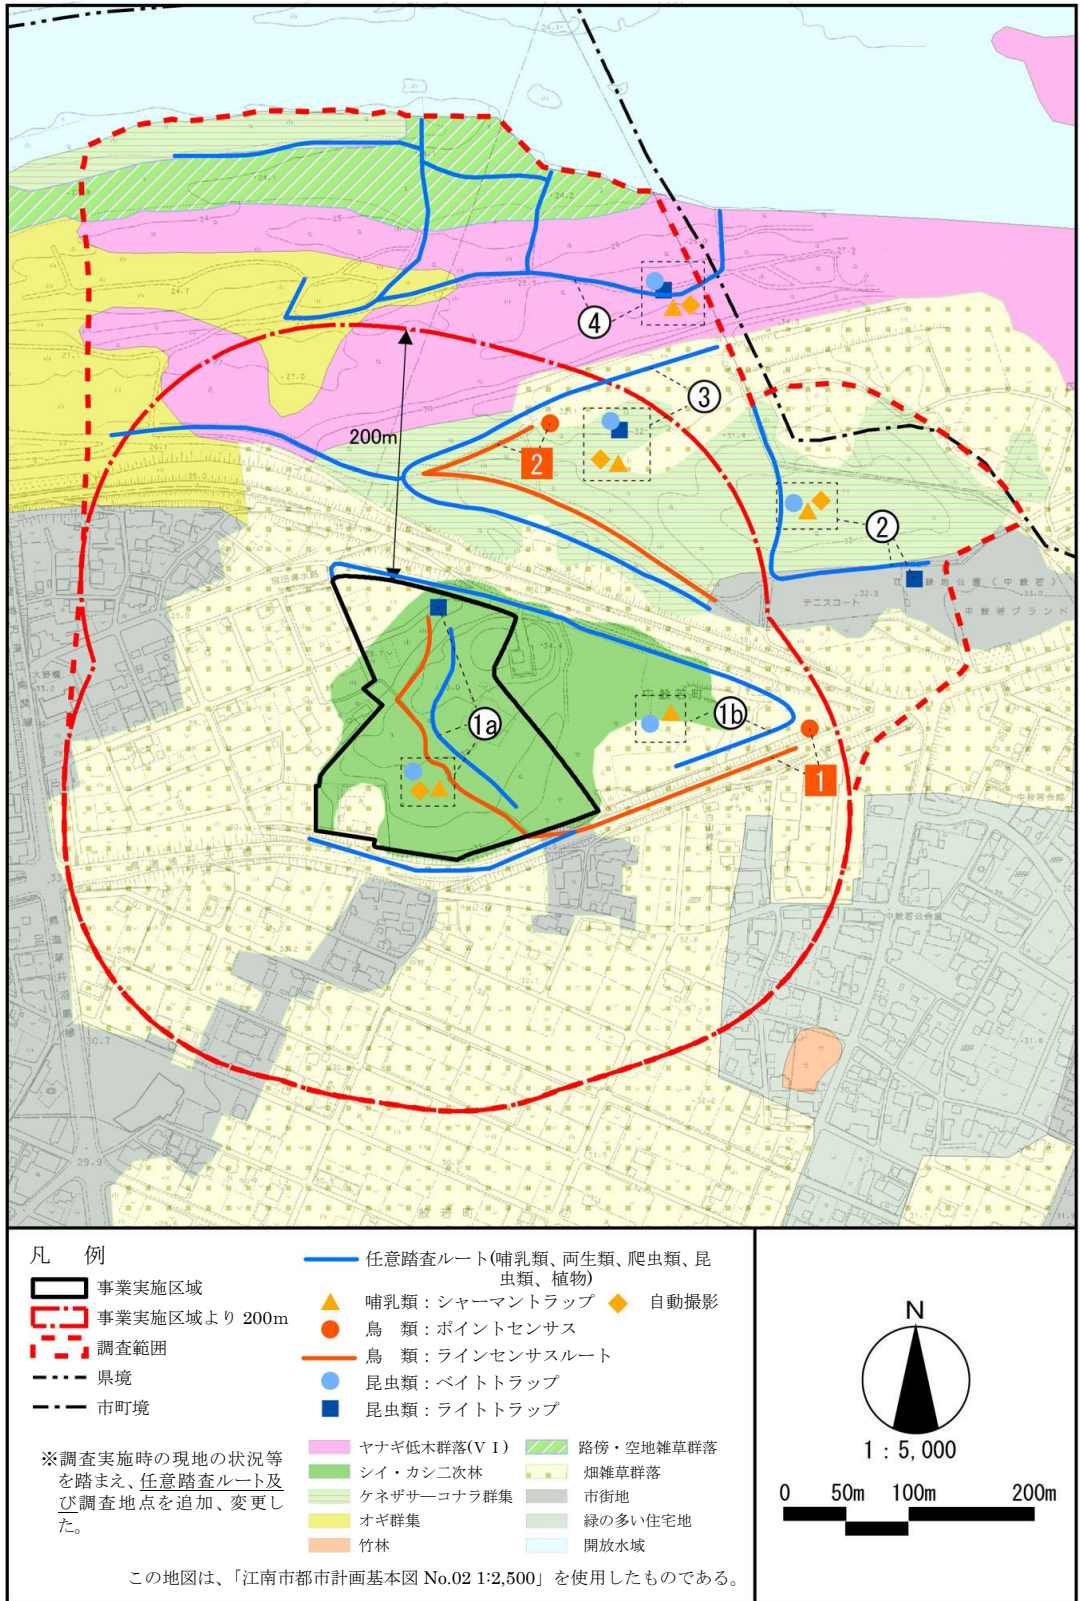 200m
④
③
2
②
テニスコート
中般若グランド
中般若町
①a
①b
1
凡　例
事業実施区域
事業実施区域より 200m
調査範囲
県境
市町境
※調査実施時の現地の状況等
を踏まえ、任意踏査ルート及
び調査地点を追加、変更し
た。
任意踏査ルート(哺乳類、両生類、爬虫類、昆
虫類、植物)
哺乳類：シャーマントラップ　自動撮影
鳥　類：ポイントセンサス
鳥　類：ラインセンサスルート
昆虫類：ベイトトラップ
昆虫類：ライトトラップ
ヤナギ低木群落(ＶⅠ)　路傍・空地雑草群落
シイ・カシ二次林　畑雑草群落
ケネザサ―コナラ群集　市街地
オギ群集　緑の多い住宅地
竹林　開放水域
この地図は、「江南市都市計画基本図 No.02 1:2,500」を使用したものである。
N
1：5,000
0　50m　100m　200m